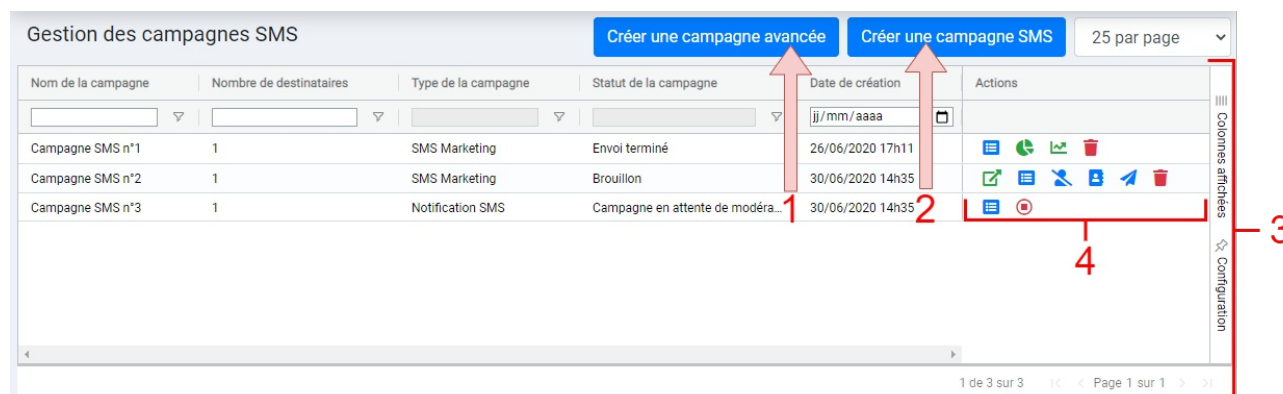 Gestion des campagnes SMS
Créer une campagne avancée
Créer une campagne SMS
25 par page
Nom de la campagne
Nombre de destinataires
Type de la campagne
Statut de la campagne
Date de création
Actions
jj/mm/aaaa
Campagne SMS n°1 1 SMS Marketing Envoi terminé 26/06/2020 17h11
Campagne SMS n°2 1 SMS Marketing Brouillon 30/06/2020 14h35
Campagne SMS n°3 1 Notification SMS Campagne en attente de modéra... 30/06/2020 14h35
1
2
4
Colonnes affichées
Configuration
3
1 de 3 sur 3
Page 1 sur 1